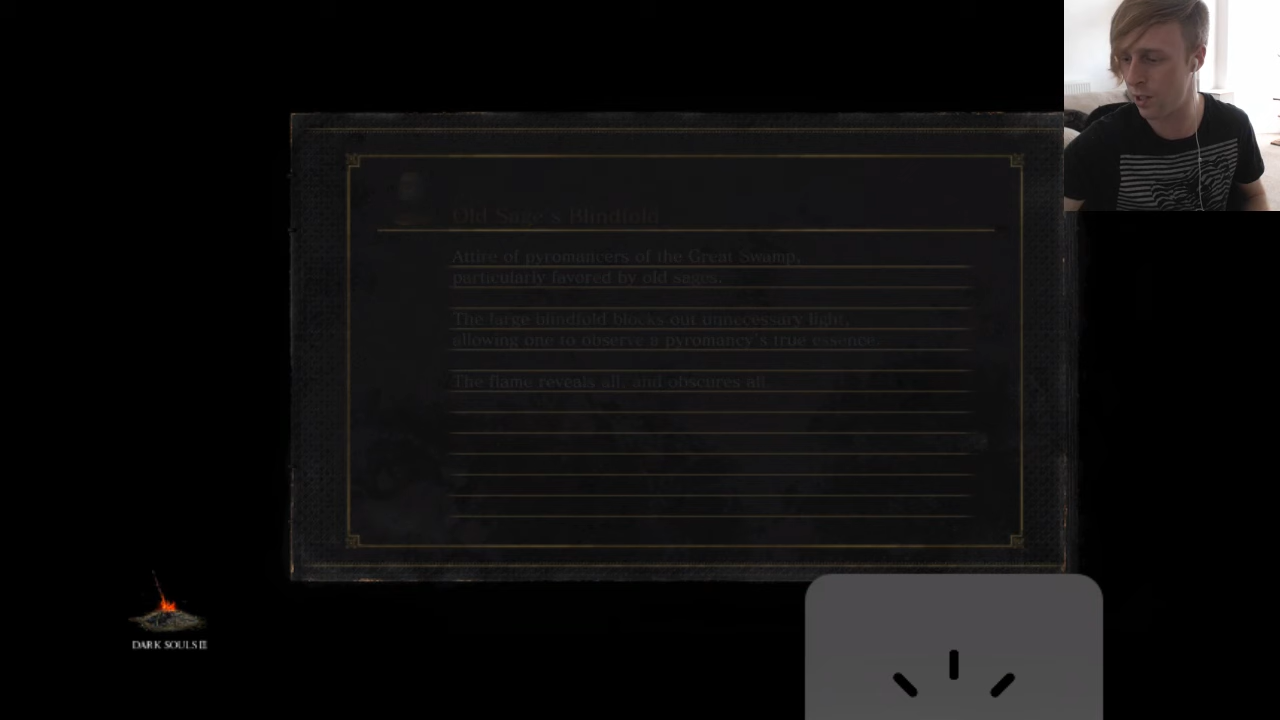 Old Sage's Blindfold
Attire of pyromancers of the Great Swamp,
particularly favored by old sages.
The large blindfold blocks out unnecessary light,
allowing one to observe a pyromancy's true essence.
The flame reveals all, and obscures all.
DARK SOULS III